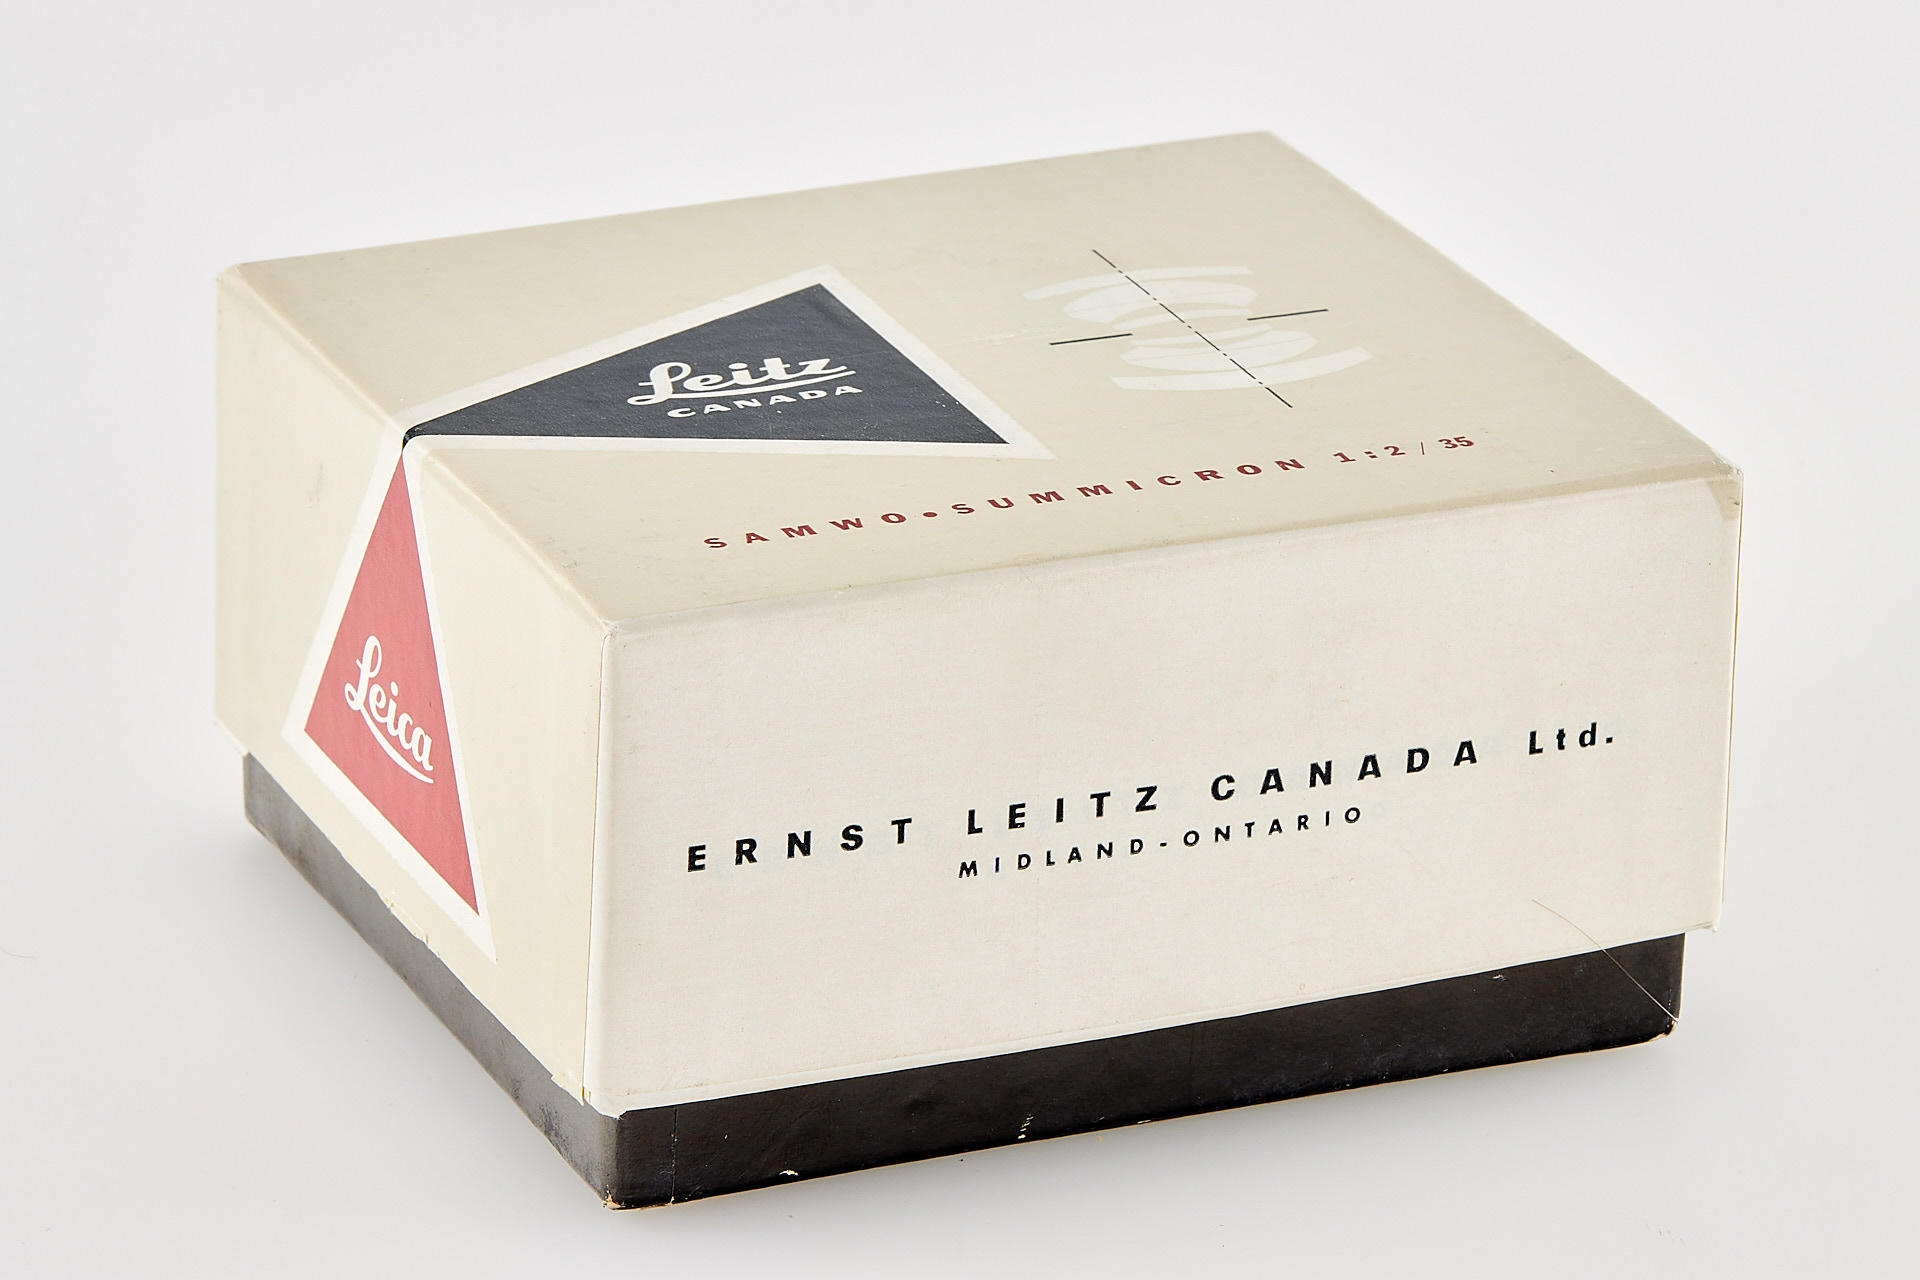 Leitz
CANADA
SAMWO•SUMMICRON 1:2/35
Leica
ERNST LEITZ CANADA Ltd.
MIDLAND-ONTARIO